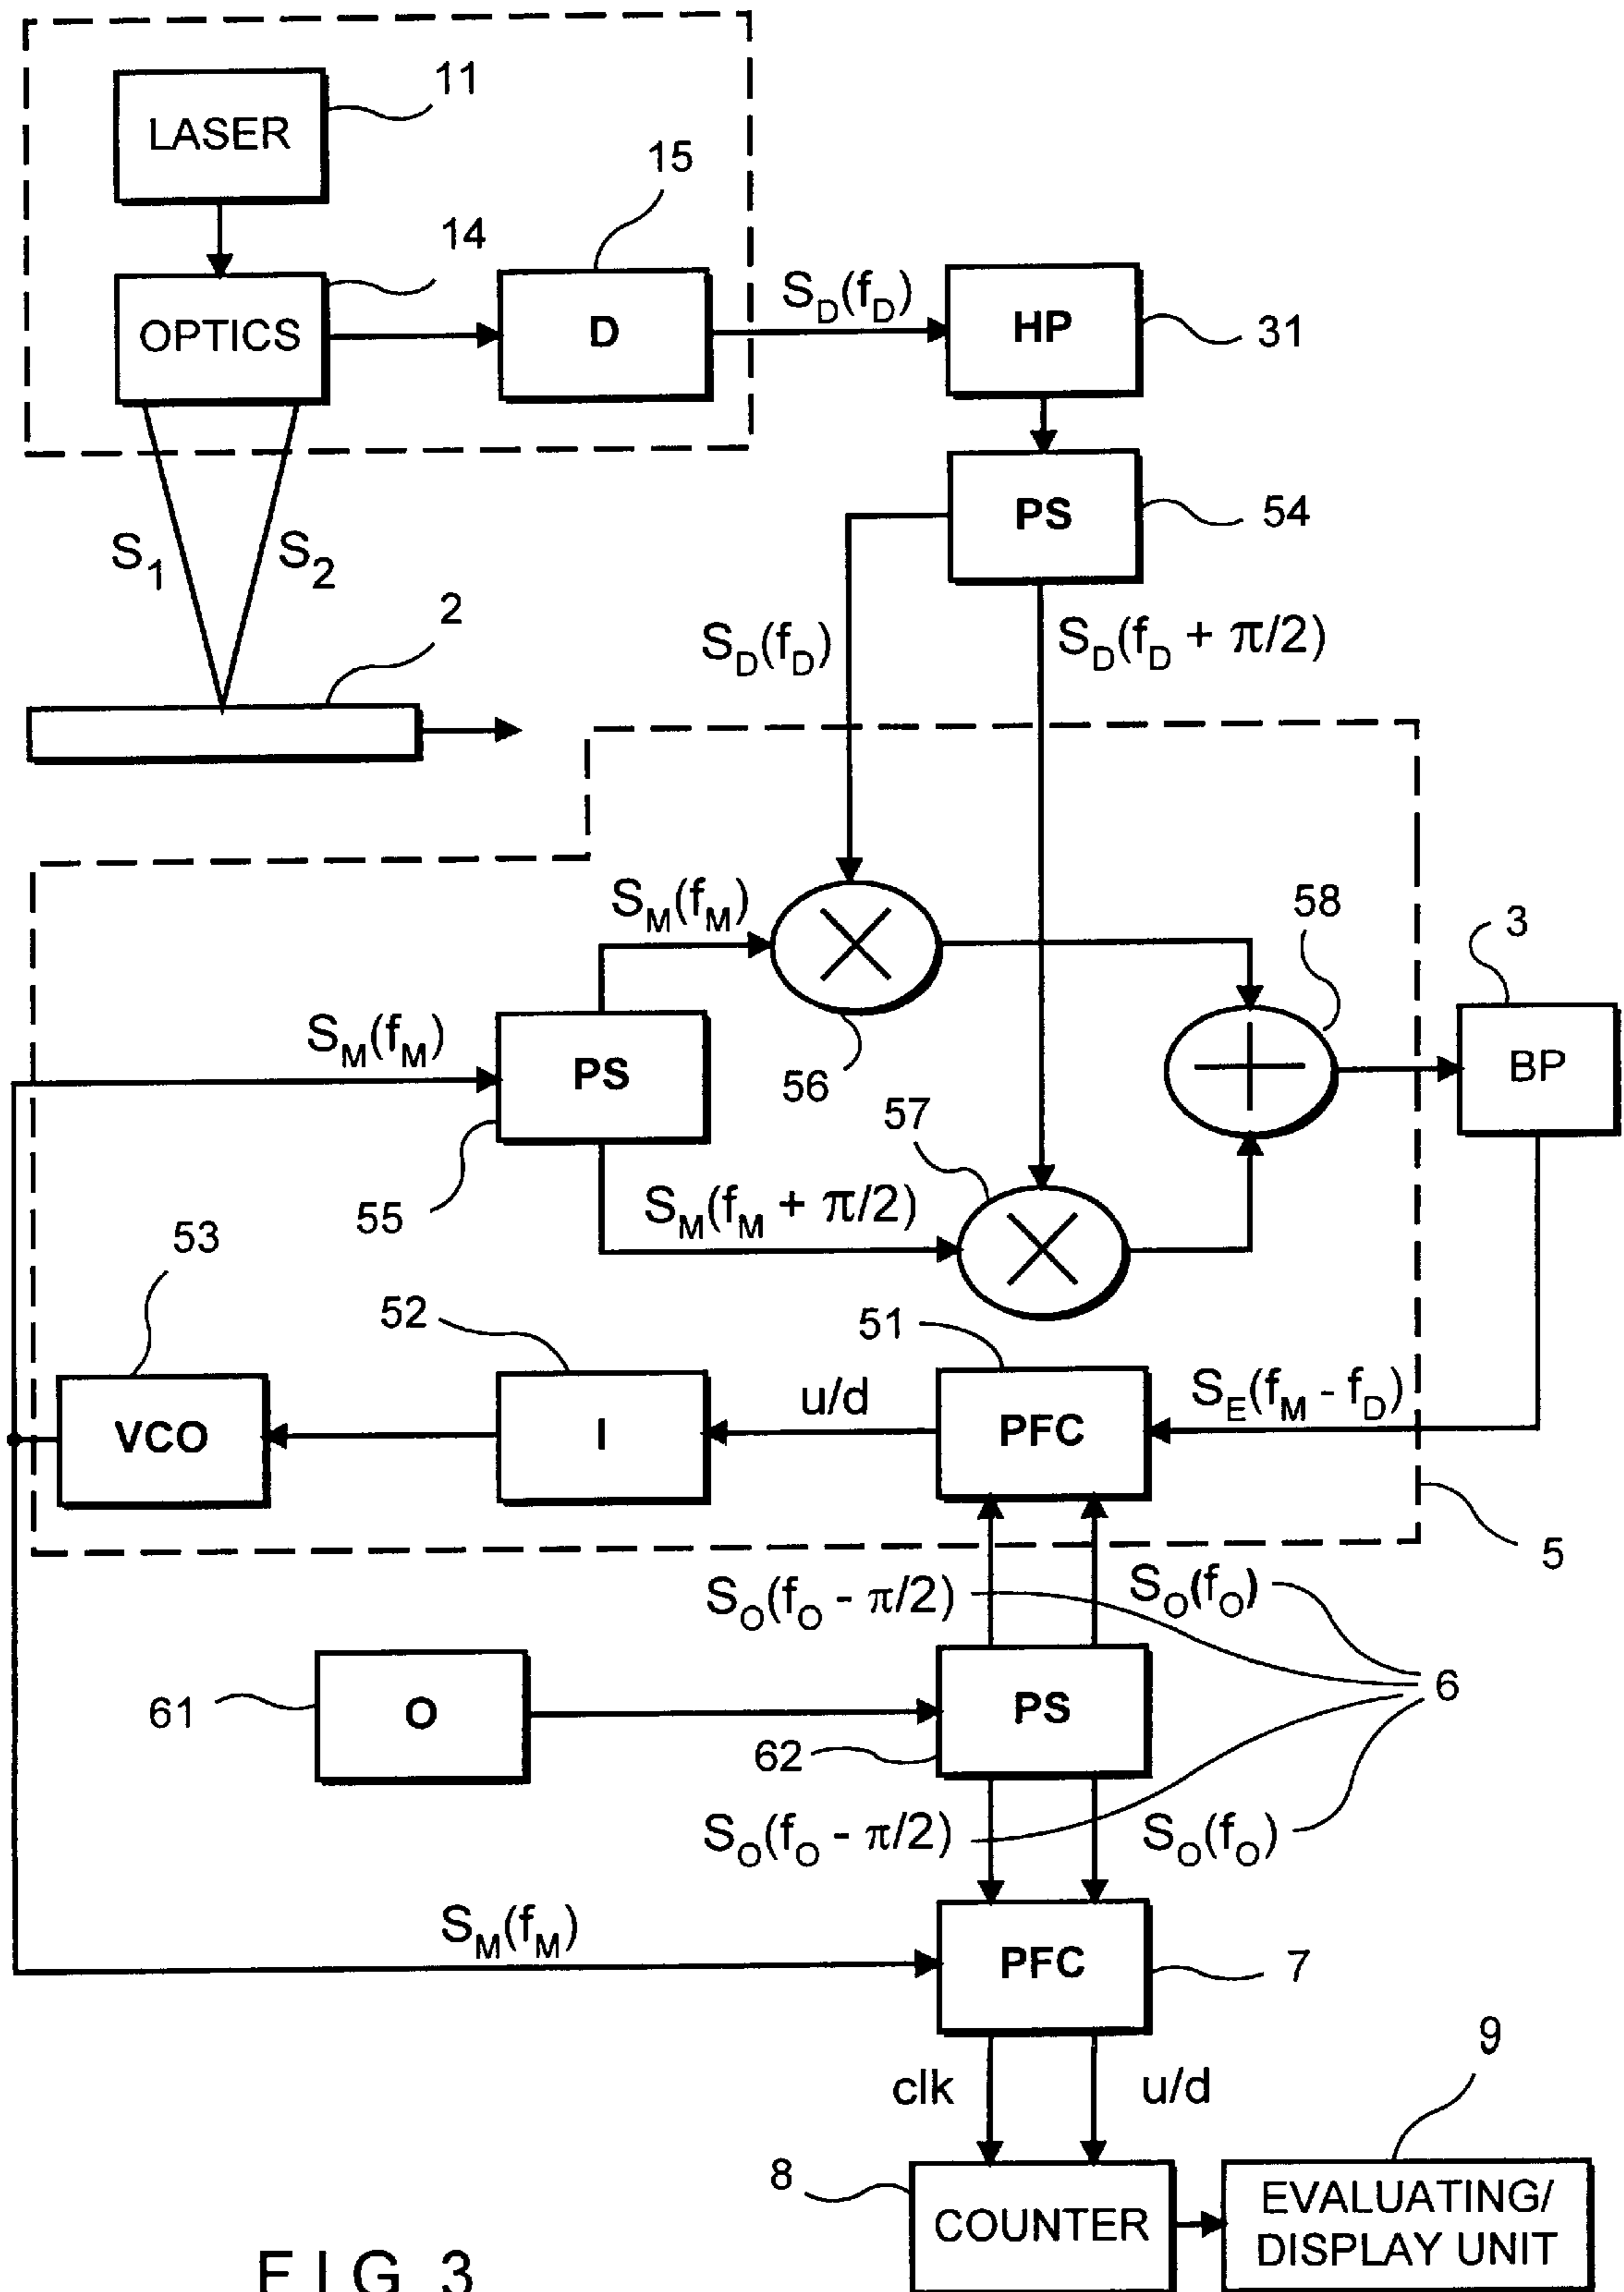 11
LASER
15
14
OPTICS
D
S_D(f_D)
HP
31
PS
54
S_1
S_2
2
S_D(f_D)
S_D(f_D + π/2)
S_M(f_M)
58
3
S_M(f_M)
PS
56
BP
57
55
S_M(f_M + π/2)
53
52
51
VCO
I
u/d
PFC
S_E(f_M - f_D)
5
S_O(f_O - π/2)
S_O(f_O)
61
O
PS
6
62
S_O(f_O - π/2)
S_O(f_O)
S_M(f_M)
PFC
7
clk
u/d
9
8
COUNTER
EVALUATING/
DISPLAY UNIT
FIG. 3